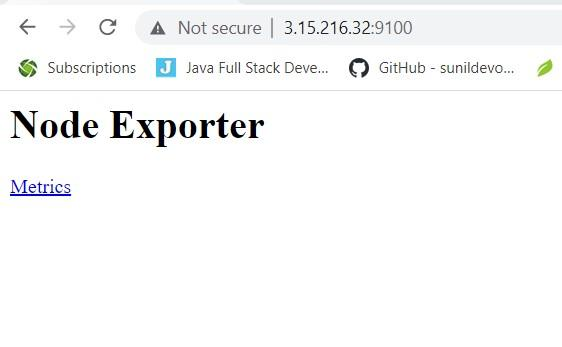 Not secure | 3.15.216.32:9100
Subscriptions J Java Full Stack Deve... GitHub - sunildevo...
Node Exporter
Metrics